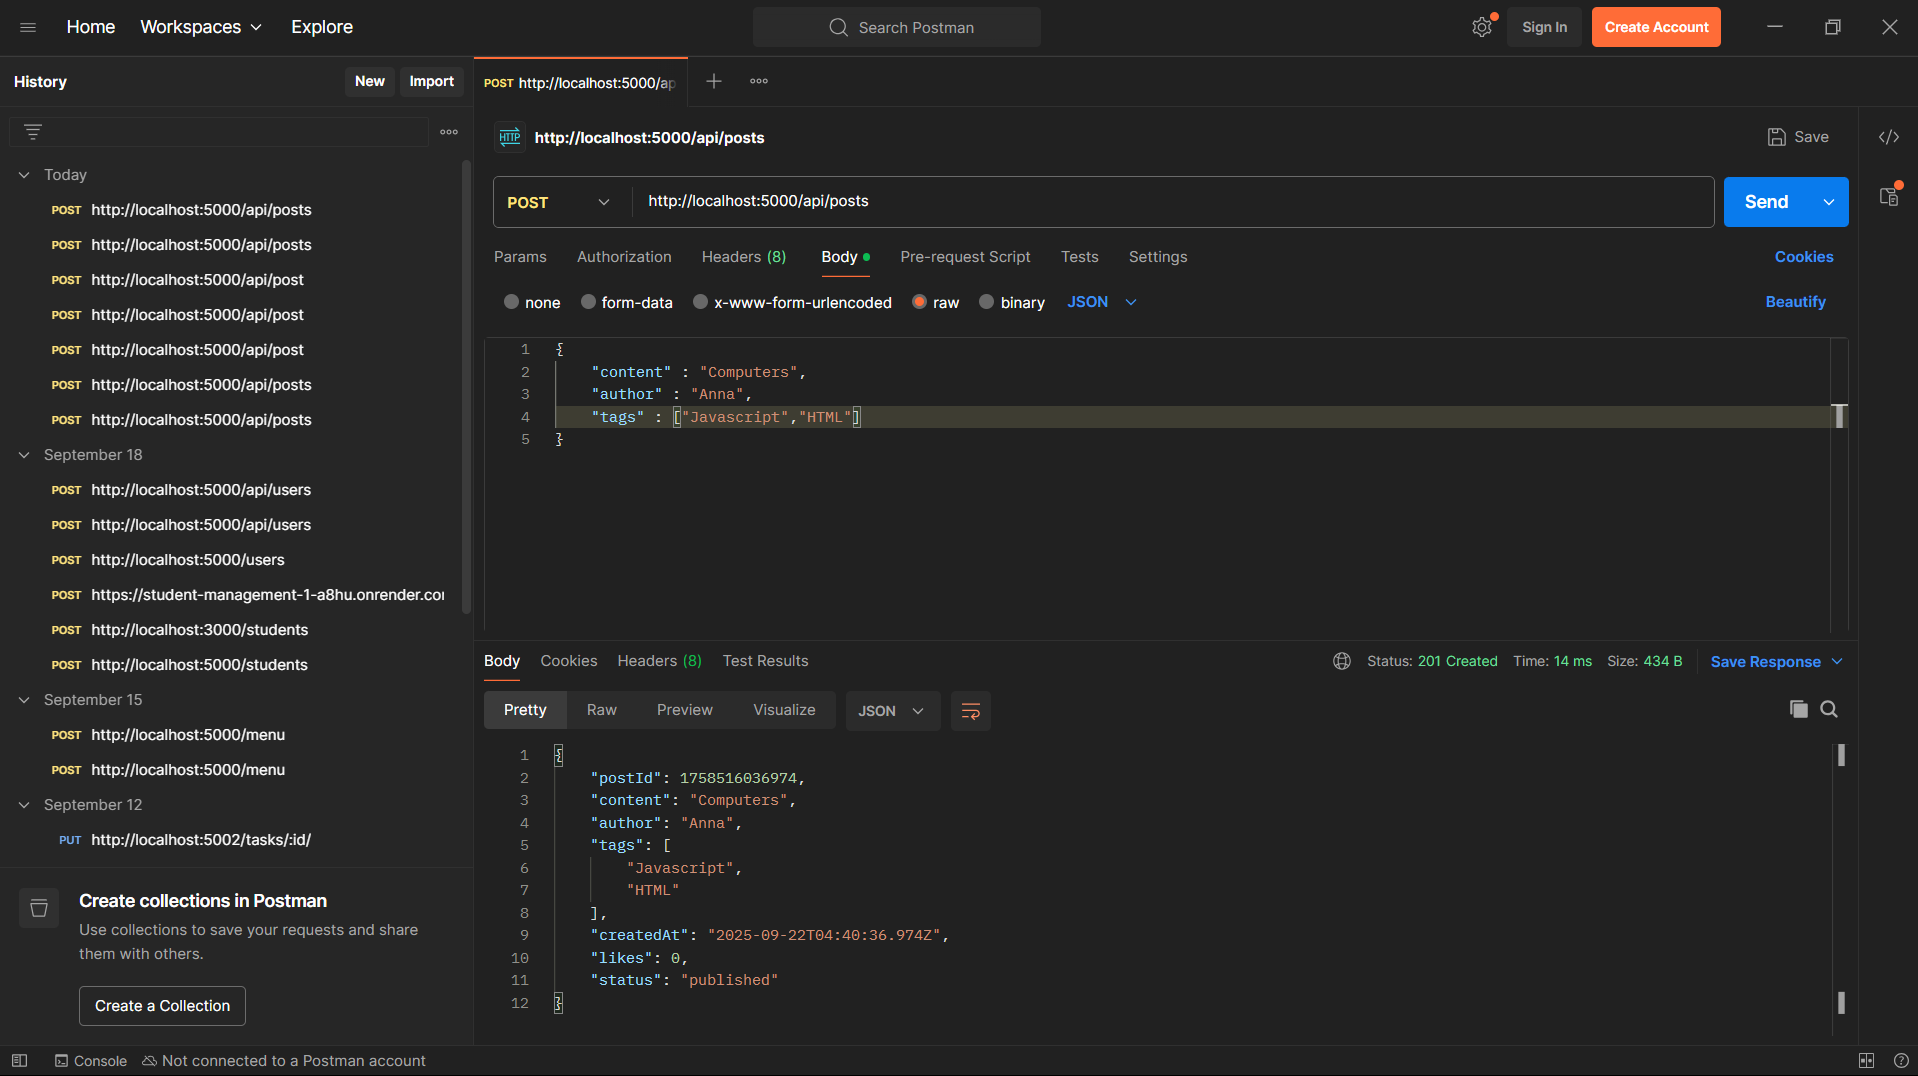 Home Workspaces Explore Search Postman Sign In Create Account
History New Import
POST http://localhost:5000/ap
HTTP http://localhost:5000/api/posts Save
Today
POST http://localhost:5000/api/posts
POST http://localhost:5000/api/posts
POST http://localhost:5000/api/post
POST http://localhost:5000/api/post
POST http://localhost:5000/api/post
POST http://localhost:5000/api/posts
POST http://localhost:5000/api/posts
September 18
POST http://localhost:5000/api/users
POST http://localhost:5000/api/users
POST http://localhost:5000/users
POST https://student-management-1-a8hu.onrender.co
POST http://localhost:3000/students
POST http://localhost:5000/students
September 15
POST http://localhost:5000/menu
POST http://localhost:5000/menu
September 12
PUT http://localhost:5002/tasks/:id/
Create collections in Postman
Use collections to save your requests and share
them with others.
Create a Collection
POST http://localhost:5000/api/posts Send
Params Authorization Headers (8) Body Pre-request Script Tests Settings Cookies
none form-data x-www-form-urlencoded raw binary JSON Beautify
1 {
2 "content" : "Computers",
3 "author" : "Anna",
4 "tags" : ["Javascript","HTML"]
5 }
Body Cookies Headers (8) Test Results Status: 201 Created Time: 14 ms Size: 434 B Save Response
Pretty Raw Preview Visualize JSON
1 {
2 "postId": 1758516036974,
3 "content": "Computers",
4 "author": "Anna",
5 "tags": [
6 "Javascript",
7 "HTML"
8 ],
9 "createdAt": "2025-09-22T04:40:36.974Z",
10 "likes": 0,
11 "status": "published"
12 }
Console Not connected to a Postman account